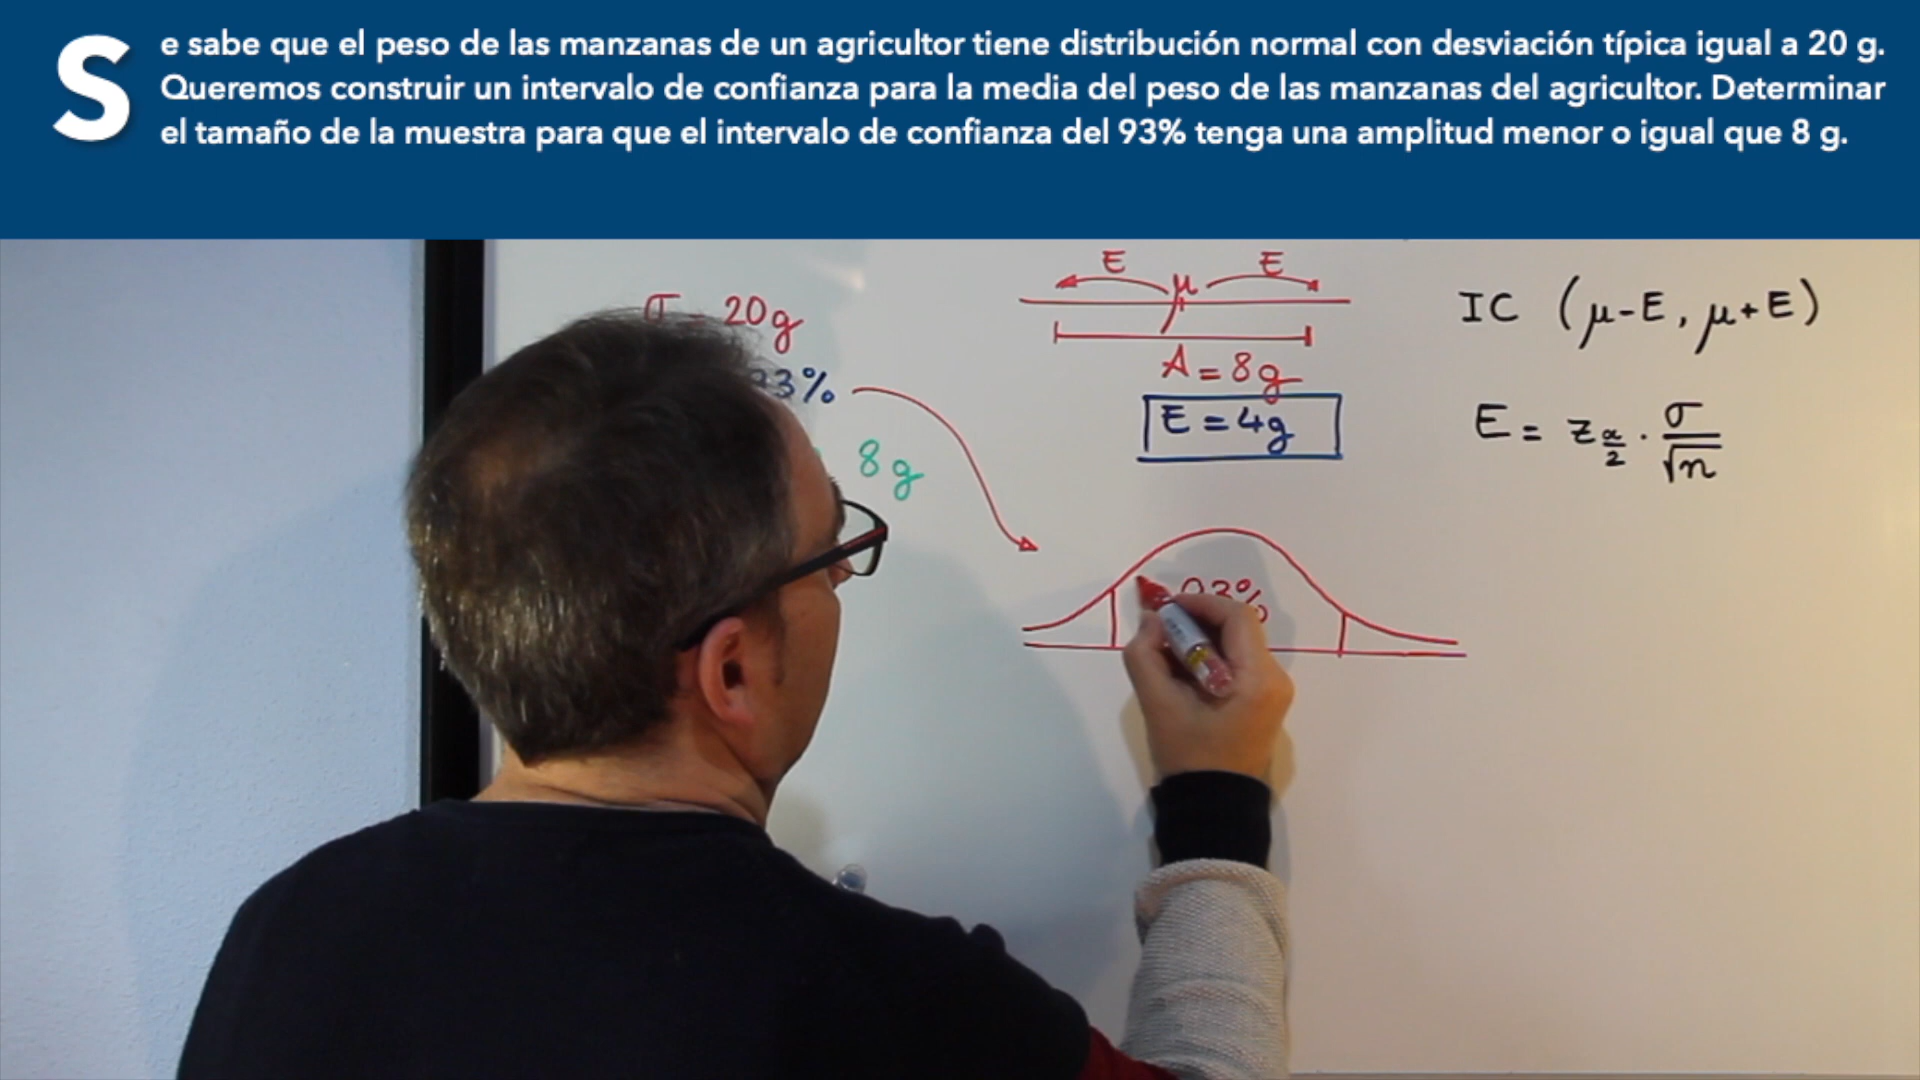 Se sabe que el peso de las manzanas de un agricultor tiene distribución normal con desviación típica igual a 20 g.
Queremos construir un intervalo de confianza para la media del peso de las manzanas del agricultor. Determinar
el tamaño de la muestra para que el intervalo de confianza del 93% tenga una amplitud menor o igual que 8 g.
σ = 20g
93%
8g
E μ E
A = 8g
E = 4g
IC (μ-E, μ+E)
E = z α/2 · σ/√n
93%